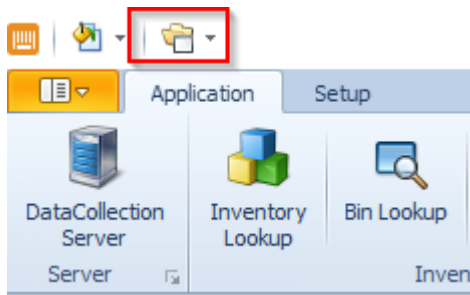 Application Setup
DataCollection Inventory Bin Lookup
Server Lookup
Server Inven